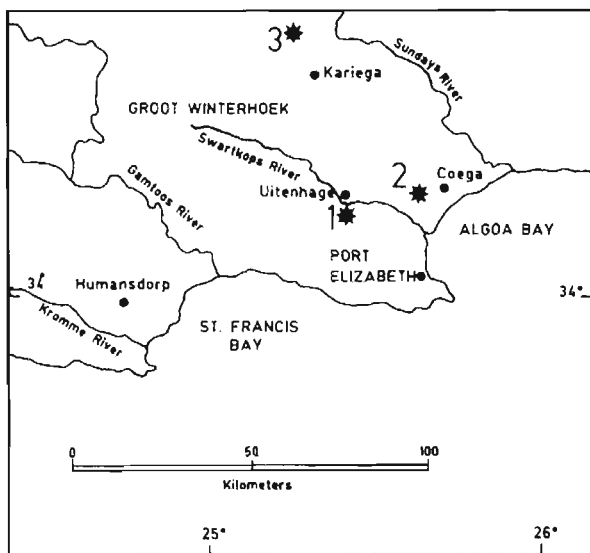 3
Kariega
Sundays River
GROOT WINTERHOEK
Swartkops River
Uitenhage
1
2
Coega
ALGOA BAY
Gamtoos River
PORT
ELIZABETH
34°
Humansdorp
34°
Kromme River
ST. FRANCIS
BAY
0 50 100
Kilometers
25° 26°